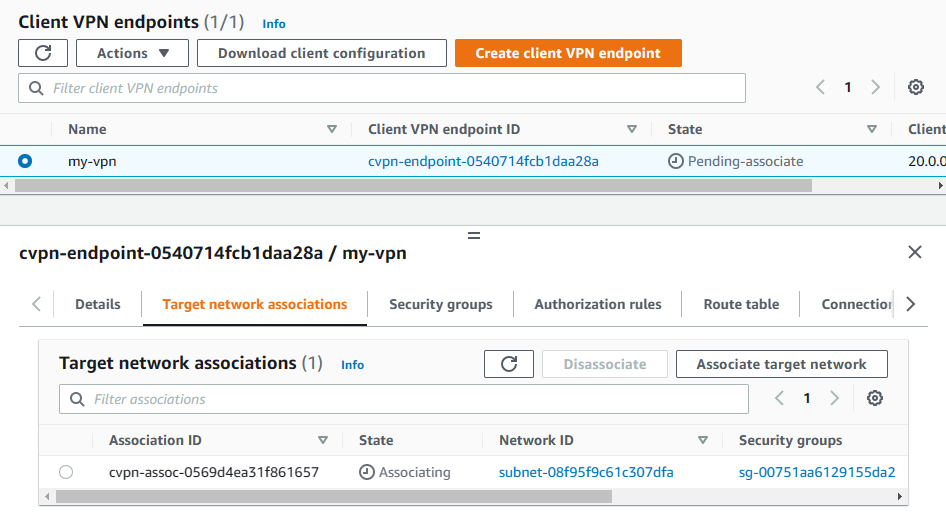 Client VPN endpoints (1/1) Info
Actions Download client configuration Create client VPN endpoint
Filter client VPN endpoints 1
Name Client VPN endpoint ID State Client
my-vpn cvpn-endpoint-0540714fcb1daa28a Pending-associate 20.0.0
cvpn-endpoint-0540714fcb1daa28a / my-vpn
Details Target network associations Security groups Authorization rules Route table Connection
Target network associations (1) Info Disassociate Associate target network
Filter associations 1
Association ID State Network ID Security groups
cvpn-assoc-0569d4ea31f861657 Associating subnet-08f95f9c61c307dfa sg-00751aa6129155da2